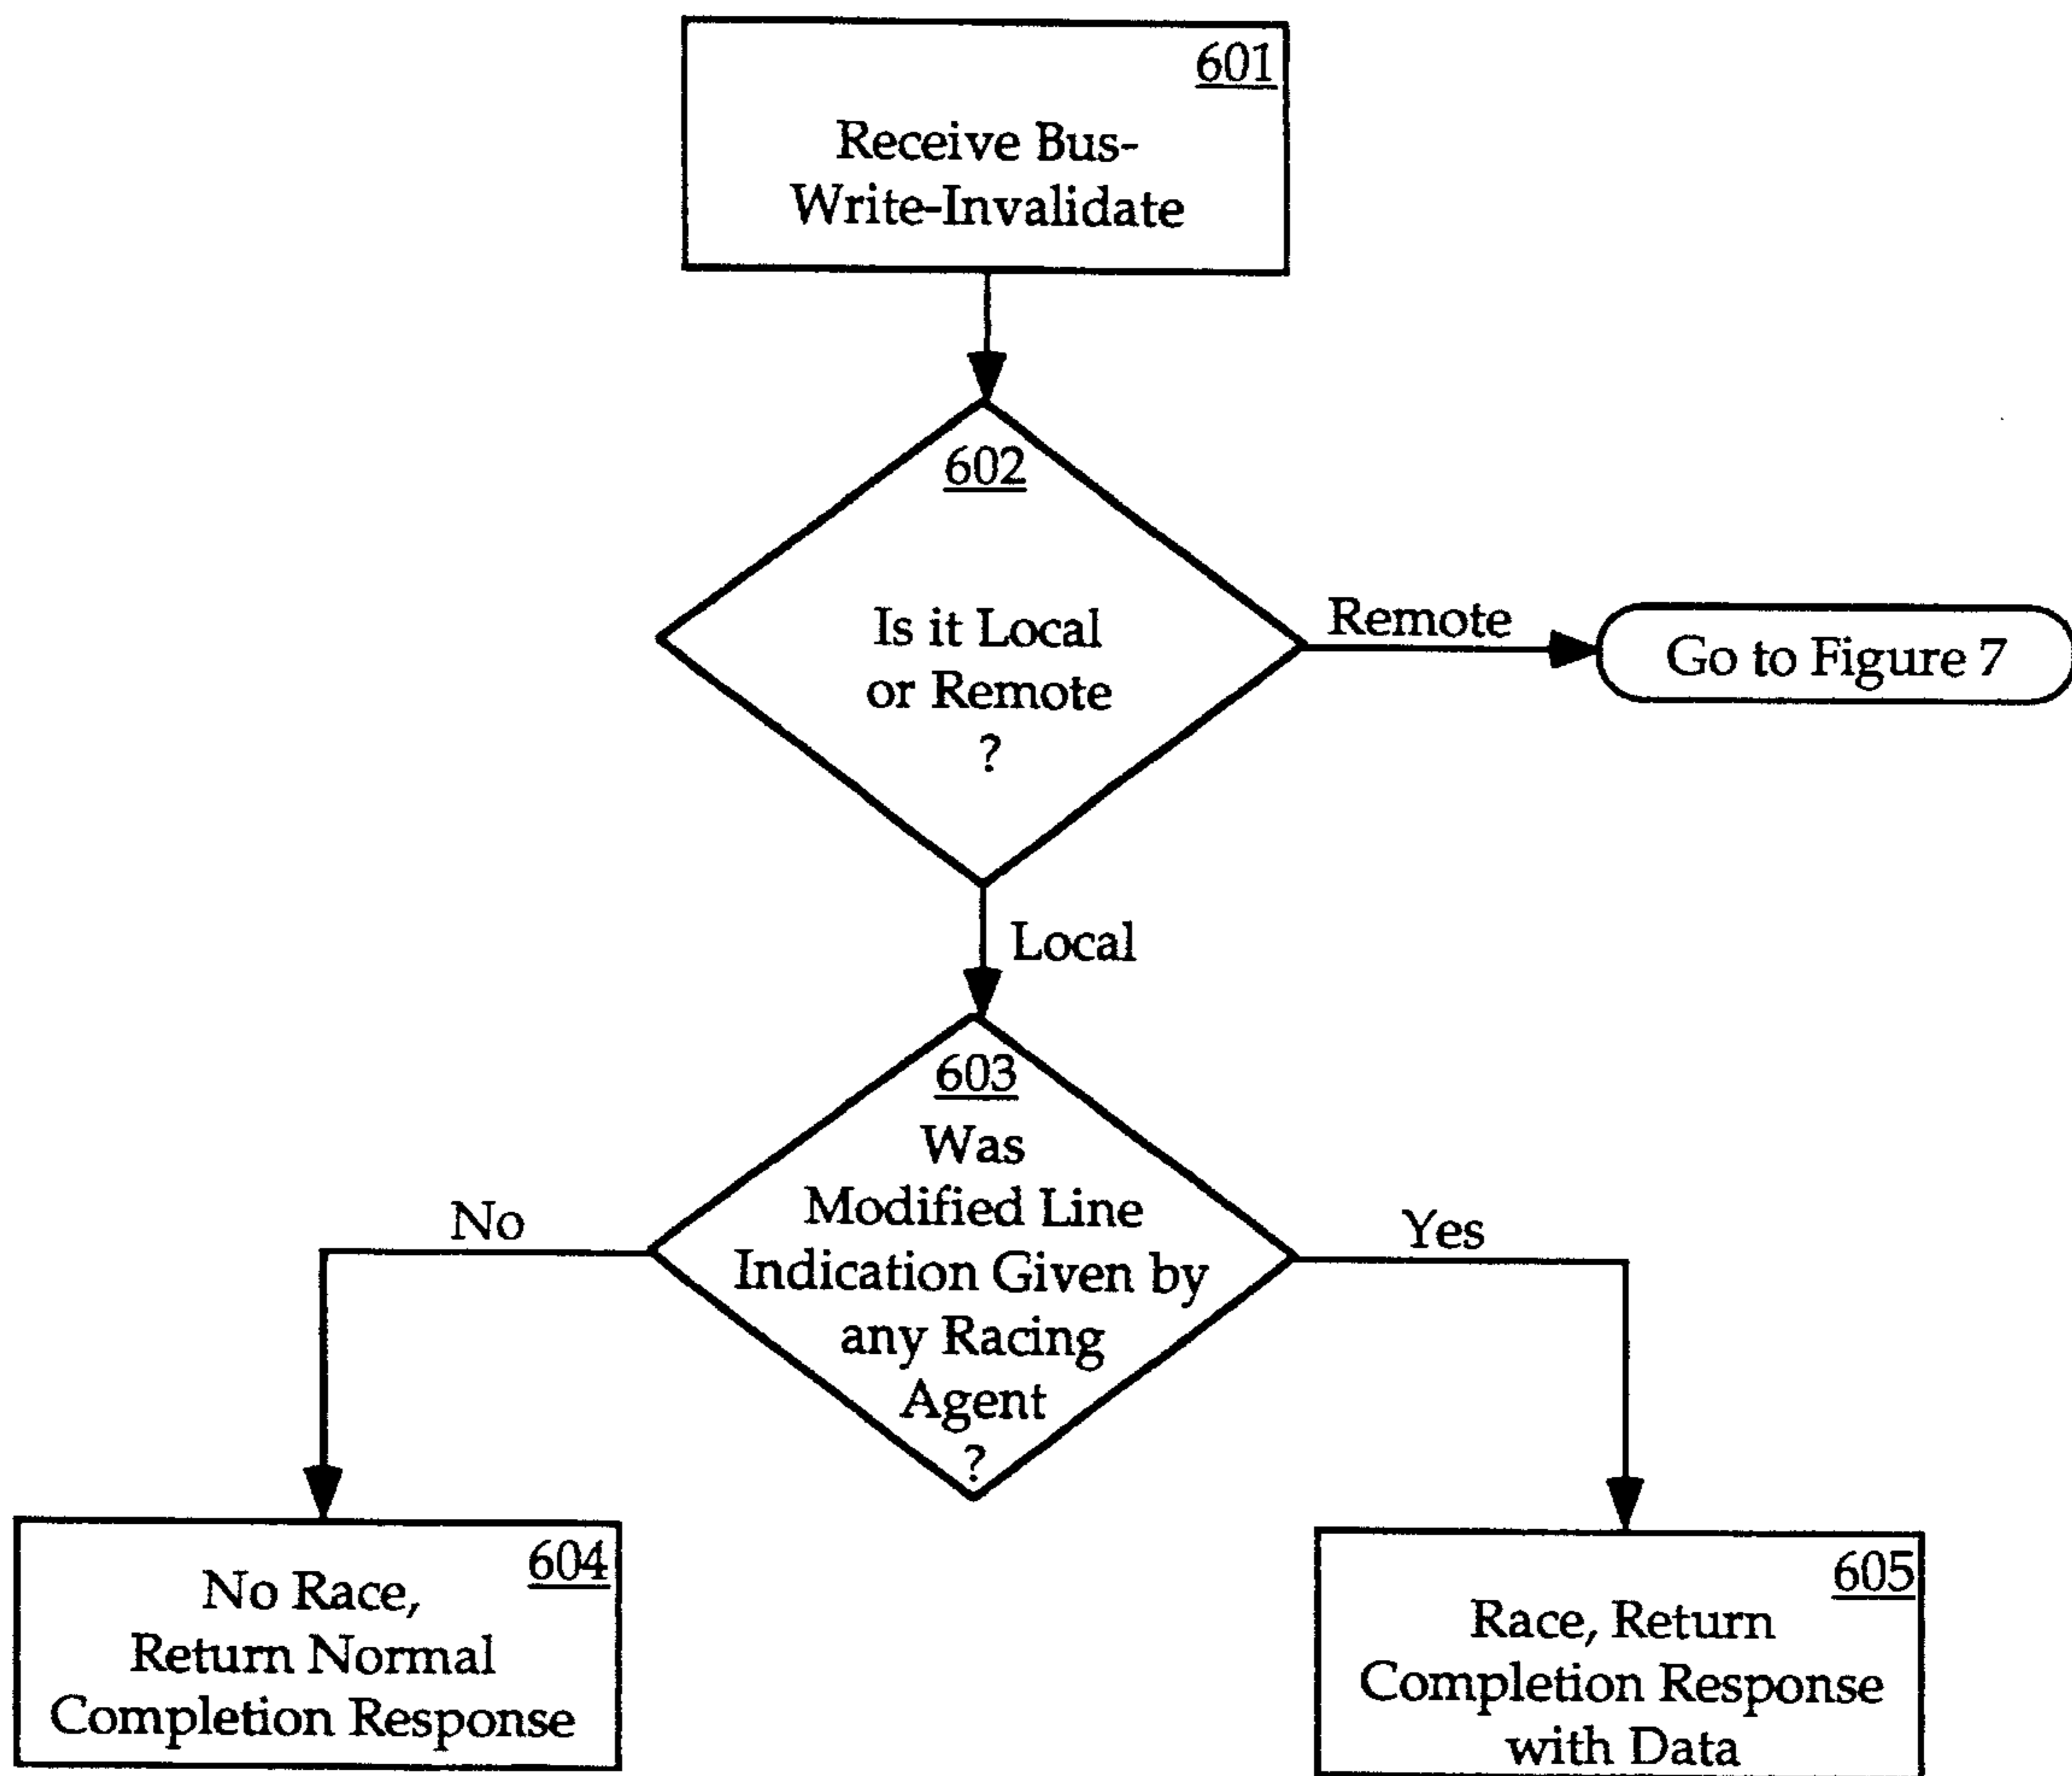 601
Receive Bus-
Write-Invalidate
602
Is it Local
or Remote
?
Remote
Go to Figure 7
Local
603
Was
Modified Line
Indication Given by
any Racing
Agent
?
No
Yes
604
No Race,
Return Normal
Completion Response
605
Race, Return
Completion Response
with Data